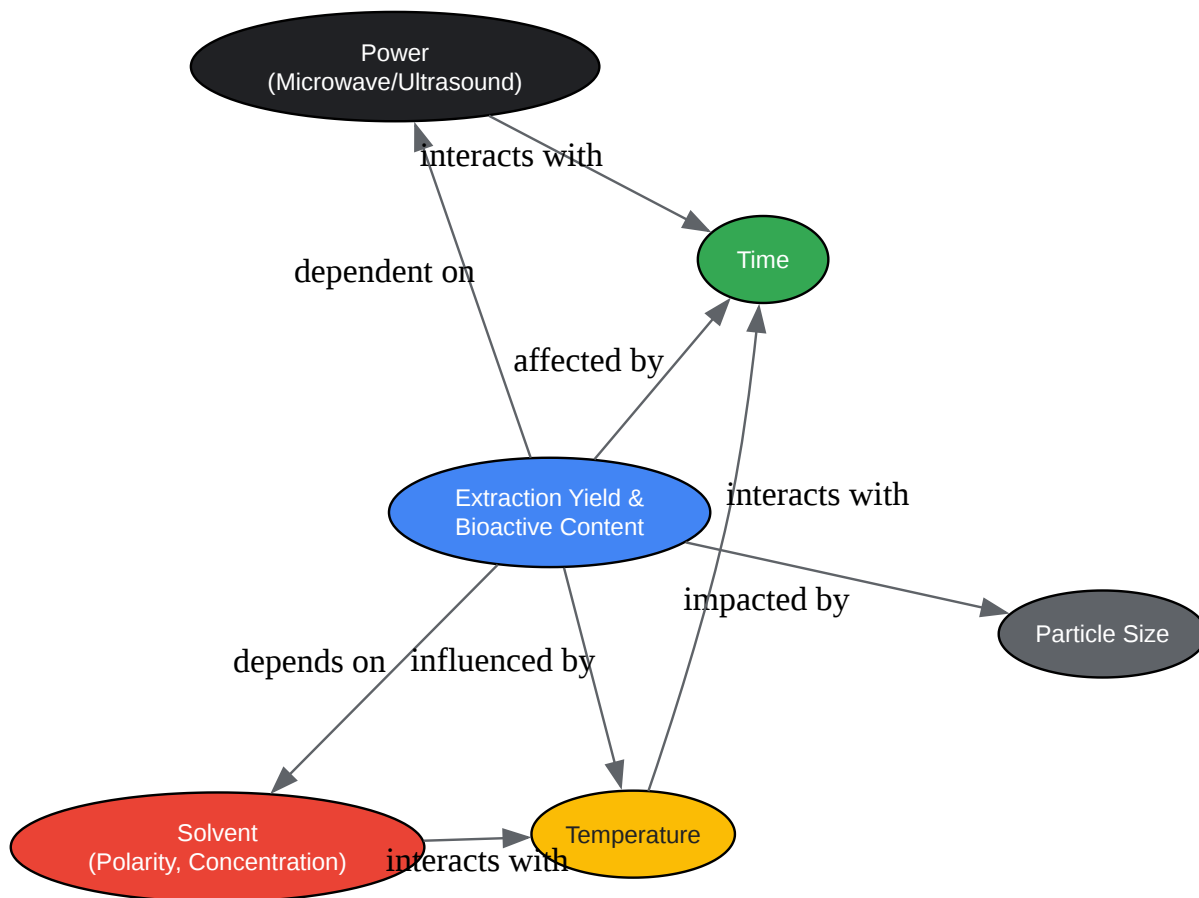 Power
(Microwave/Ultrasound)
interacts with
Time
dependent on
affected by
Extraction Yield &
Bioactive Content
interacts with
impacted by
Particle Size
depends on
influenced by
Solvent
(Polarity, Concentration)
interacts with
Temperature